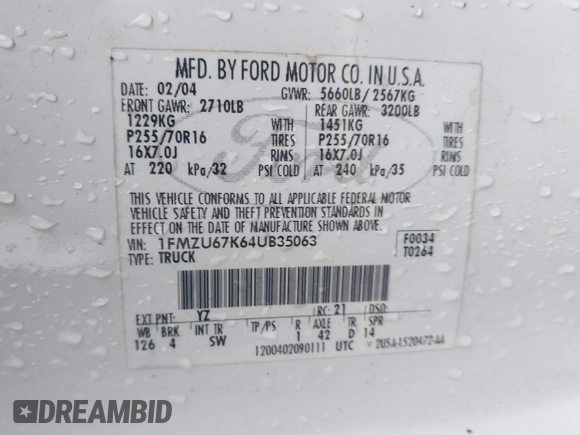 MFD. BY FORD MOTOR CO. IN U.S.A.
DATE: 02/04 GVWR: 5660LB/ 2567KG
FRONT GAWR: 2710LB REAR GAWR: 3200LB
1229KG WITH 1451KG WITH
P255/70R16 TIRES P255/70R16 TIRES
16X7.0J RIMS 16X7.0J RIMS
AT 220 kPa/32 PSI COLD AT 240 kPa/35 PSI COLD
THIS VEHICLE CONFORMS TO ALL APPLICABLE FEDERAL MOTOR
VEHICLE SAFETY AND THEFT PREVENTION STANDARDS IN
EFFECT ON THE DATE OF MANUFACTURE SHOWN ABOVE.
VIN: 1FMZU67K64UB35063 F0034
TYPE: TRUCK T0264
EXT PNT: YZ RC: 21 DSO:
WB BRK INT TR TP/PS R AXLE TR SPR
126 4 SW 1 42 D 14
1200402090111 UTC 2U5A-1520472-AA
Ford
DREAMBID